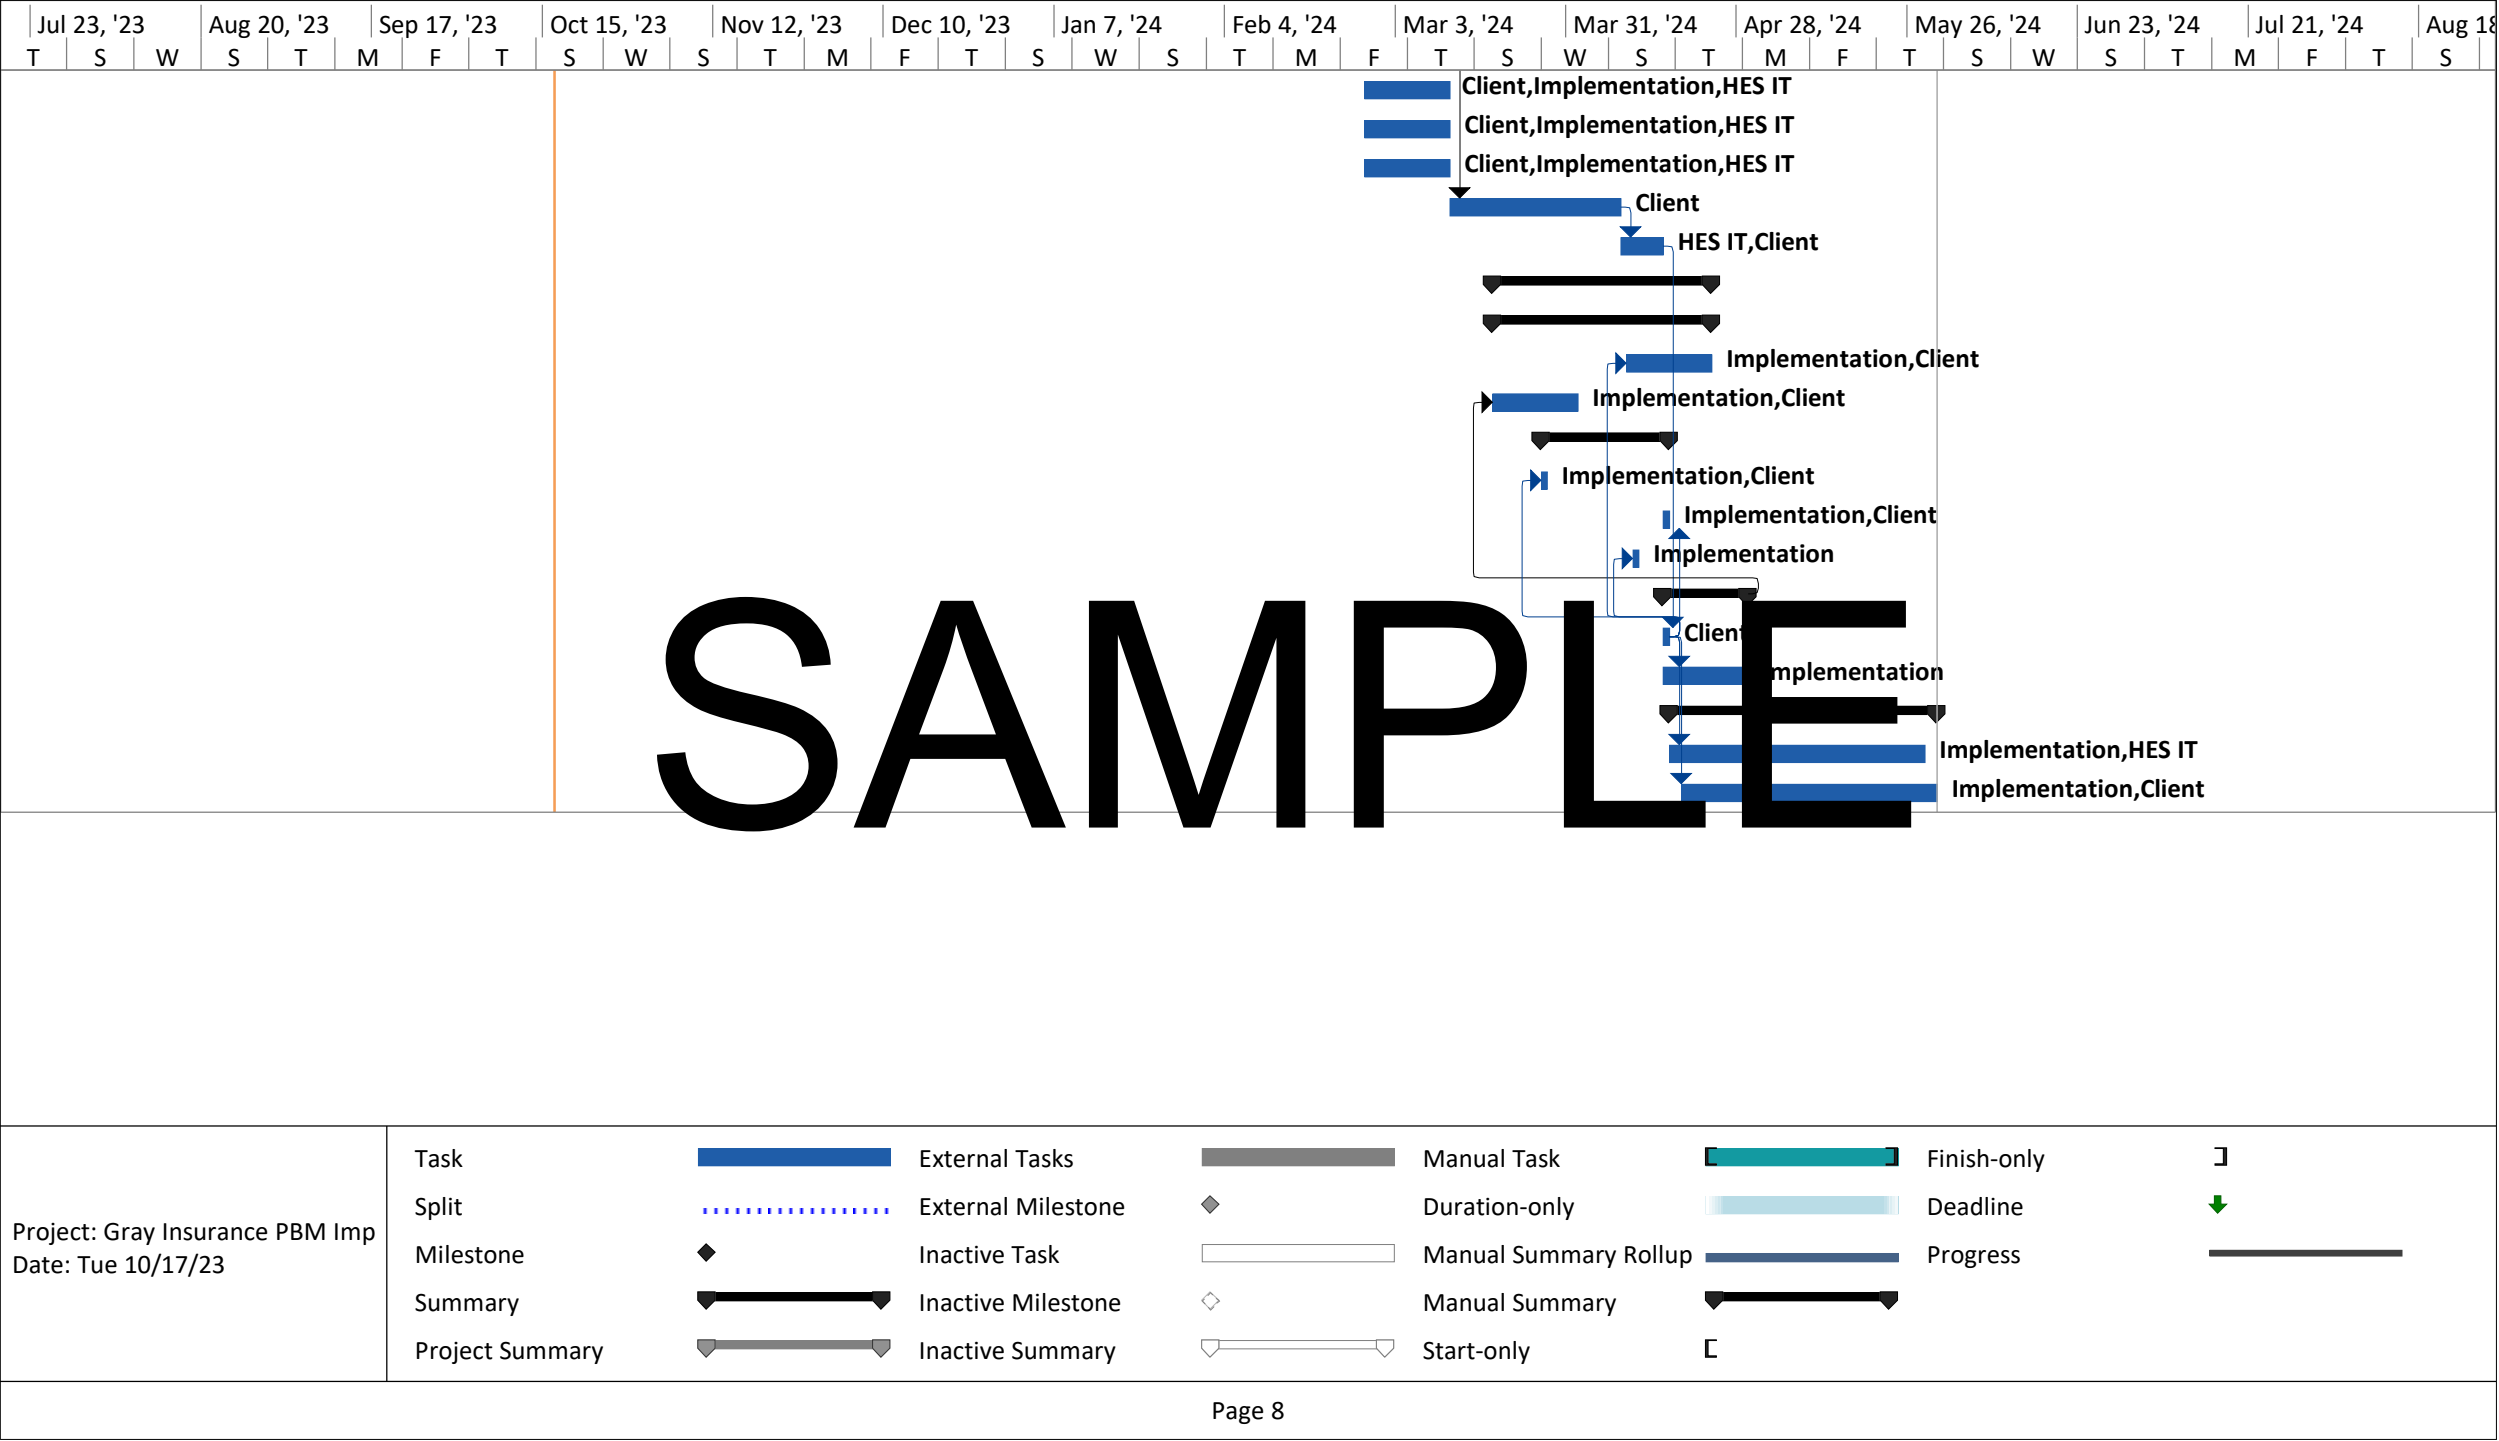 Jul 23, '23 Aug 20, '23 Sep 17, '23 Oct 15, '23 Nov 12, '23 Dec 10, '23 Jan 7, '24 Feb 4, '24 Mar 3, '24 Mar 31, '24 Apr 28, '24 May 26, '24 Jun 23, '24 Jul 21, '24 Aug 18
T S W S T M F T S W S T M F T S W S T M F T S W S T M F T S W S T M F T S
Client,Implementation,HES IT
Client,Implementation,HES IT
Client,Implementation,HES IT
Client
HES IT,Client
Implementation,Client
Implementation,Client
Implementation,Client
Implementation,Client
Implementation
Client
mplementation
Implementation,HES IT
Implementation,Client
SAMPLE
Project: Gray Insurance PBM Imp
Date: Tue 10/17/23
Task External Tasks Manual Task Finish-only
Split External Milestone Duration-only Deadline
Milestone Inactive Task Manual Summary Rollup Progress
Summary Inactive Milestone Manual Summary
Project Summary Inactive Summary Start-only
Page 8